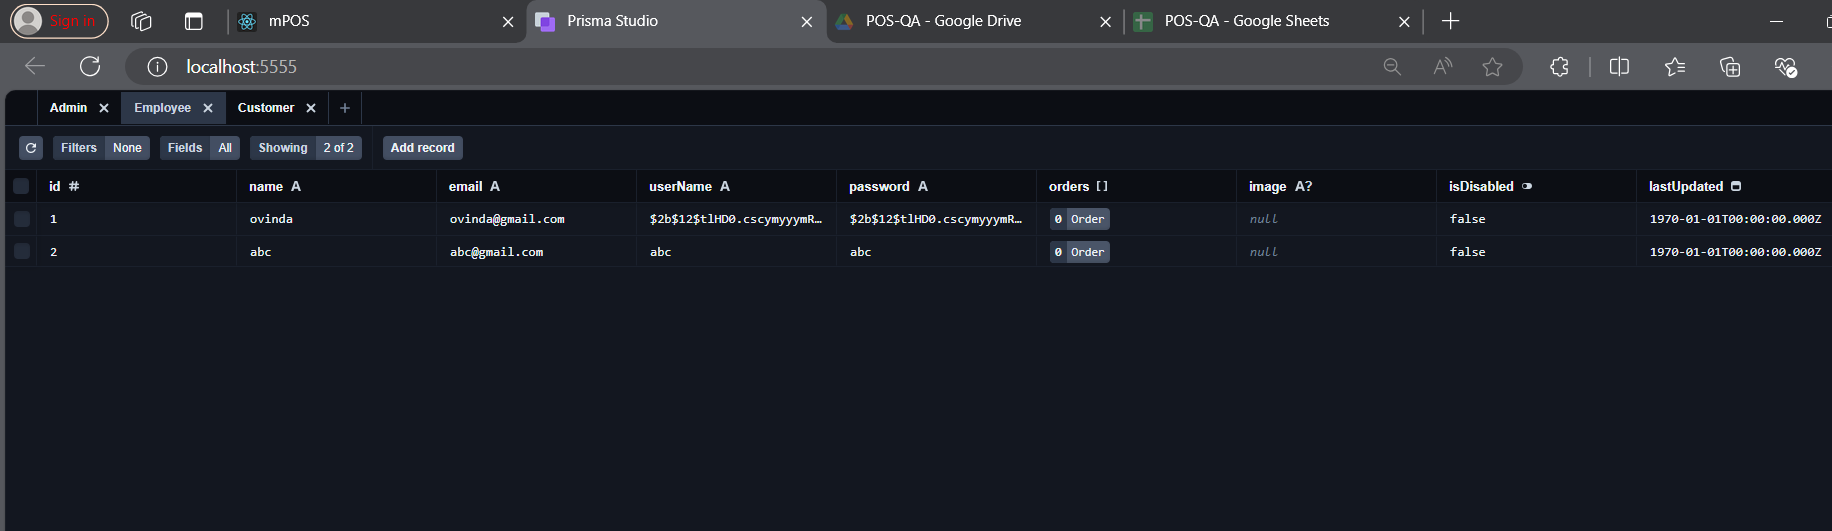 Sign in mPOS Prisma Studio POS-QA - Google Drive POS-QA - Google Sheets
localhost:5555
Admin Employee Customer
Filters None Fields All Showing 2 of 2 Add record
id # name A email A userName A password A orders [] image A? isDisabled lastUpdated
1 ovinda ovinda@gmail.com $2b$12$tlHD0.cscymyyymR… $2b$12$tlHD0.cscymyyymR… 0 Order null false 1970-01-01T00:00:00.000Z
2 abc abc@gmail.com abc abc 0 Order null false 1970-01-01T00:00:00.000Z